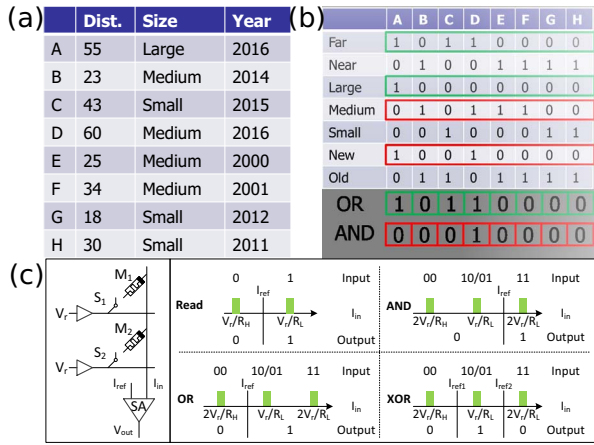 (a)
Dist. Size Year
A 55 Large 2016
B 23 Medium 2014
C 43 Small 2015
D 60 Medium 2016
E 25 Medium 2000
F 34 Medium 2001
G 18 Small 2012
H 30 Small 2011
(b)
A B C D E F G H
Far 1 0 1 1 0 0 0 0
Near 0 1 0 0 1 1 1 1
Large 1 0 0 0 0 0 0 0
Medium 0 1 0 1 1 1 0 0
Small 0 0 1 0 0 0 1 1
New 1 0 0 1 0 0 0 0
Old 0 1 1 0 1 1 1 1
OR 1 0 1 1 0 0 0 0
AND 0 0 0 1 0 0 0 0
(c)
M1
S1
Vr
M2
S2
Vr
Iref Iin
SA
Vout
0 1 Input
Iref
Read
Iin
Vr/RH Vr/RL
0 1 Output
00 10/01 11 Input
Iref
AND
Iin
2Vr/RH Vr/RL 2Vr/RL
0 1 Output
00 10/01 11 Input
Iref
OR
Iin
2Vr/RH Vr/RL 2Vr/RL
0 1 Output
00 10/01 11 Input
Iref1 Iref2
XOR
Iin
2Vr/RH Vr/RL 2Vr/RL
0 1 0 Output